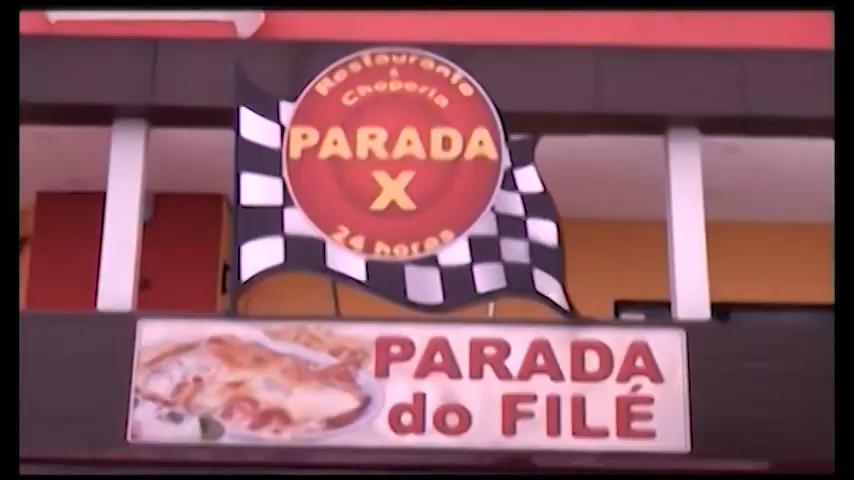 Restaurante
&
Choperia
PARADA
X
24 horas
PARADA
do FILÉ